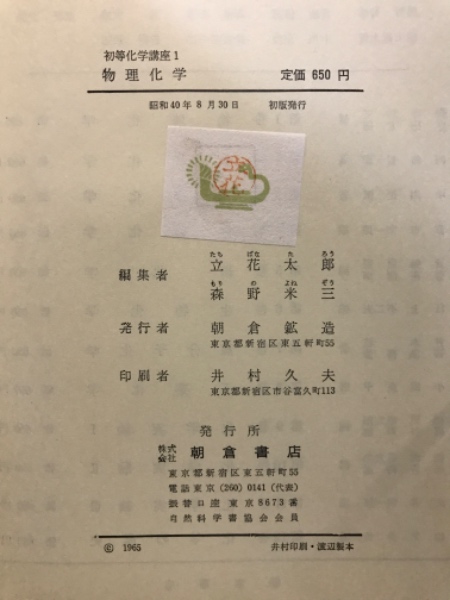 初等化学講座1
物理化学 定価 650 円
昭和40年8月30日 初版発行
立花
たち ばな た ろう
編集者 立花太郎
もり の よね ぞう
森野米三
発行者 朝倉鉱造
東京都新宿区東五軒町55
印刷者 井村久夫
東京都新宿区市谷富久町113
発行所
株式会社 朝倉書店
東京都新宿区東五軒町55
電話東京 (260) 0141 (代表)
振替口座 東京 8673 番
自然科学書協会会員
© 1965 井村印刷・渡辺製本